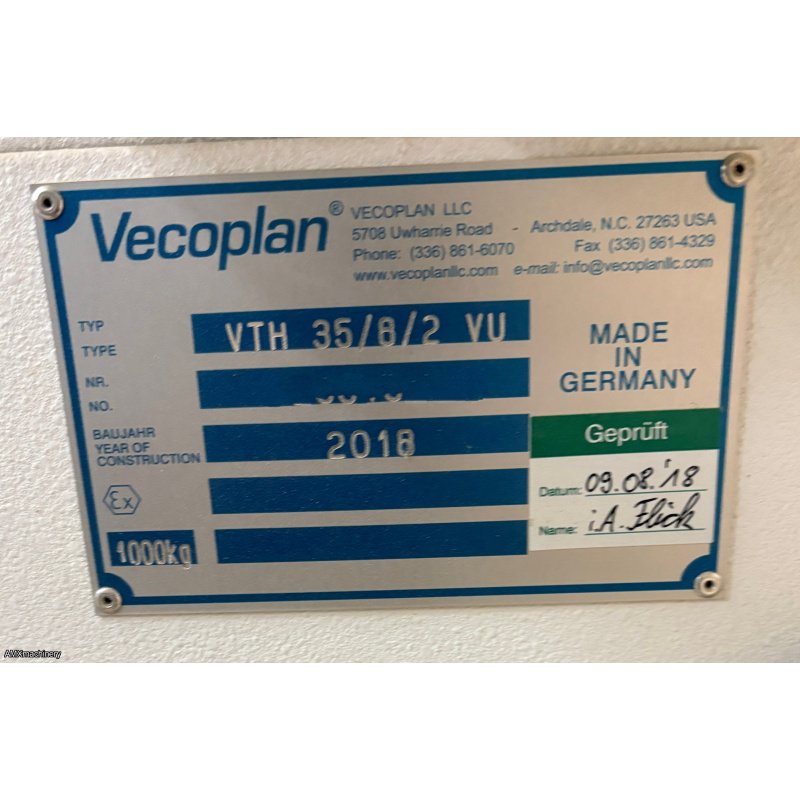 Vecoplan®
VECOPLAN LLC
5708 Uwharrie Road - Archdale, N.C. 27263 USA
Phone: (336) 861-6070 Fax (336) 861-4329
www.vecoplanllc.com e-mail: info@vecoplanllc.com
TYP
TYPE
VTH 35/8/2 VU
NR.
NO.
BAUJAHR
YEAR OF
CONSTRUCTION
2018
Ex
1000kg
MADE
IN
GERMANY
Geprüft
Datum: 09.08.'18
Name: i.A. Flick
AMXmachinery